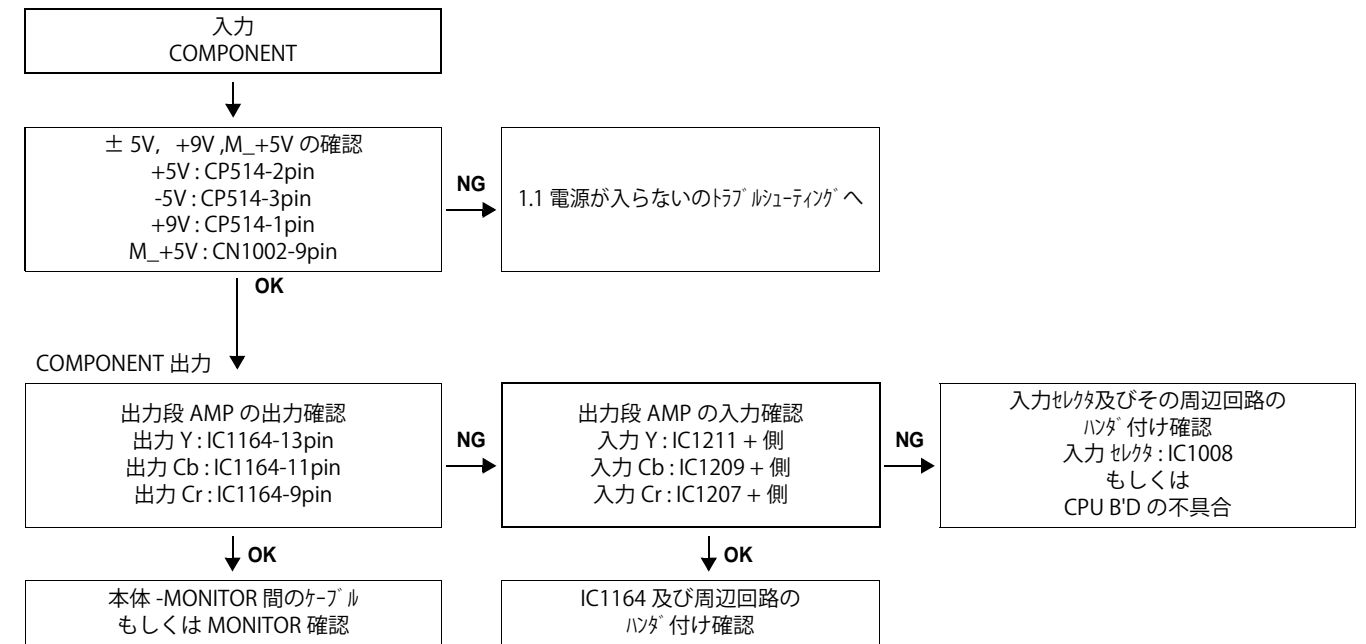 入力
COMPONENT
± 5V, +9V ,M_+5V の確認
+5V : CP514-2pin
-5V : CP514-3pin
+9V : CP514-1pin
M_+5V : CN1002-9pin
NG
1.1 電源が入らないのﾄﾗﾌﾞﾙｼｭｰﾃｨﾝｸﾞへ
OK
COMPONENT 出力
出力段 AMP の出力確認
出力 Y : IC1164-13pin
出力 Cb : IC1164-11pin
出力 Cr : IC1164-9pin
NG
出力段 AMP の入力確認
入力 Y : IC1211 + 側
入力 Cb : IC1209 + 側
入力 Cr : IC1207 + 側
NG
入力ｾﾚｸﾀ及びその周辺回路の
ﾊﾝﾀﾞ付け確認
入力 ｾﾚｸﾀ : IC1008
もしくは
CPU B'D の不具合
OK
本体 -MONITOR 間のｹｰﾌﾞﾙ
もしくは MONITOR 確認
OK
IC1164 及び周辺回路の
ﾊﾝﾀﾞ付け確認